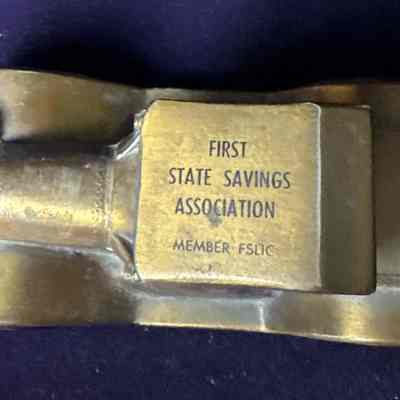 FIRST
STATE SAVINGS
ASSOCIATION
MEMBER FSLIC